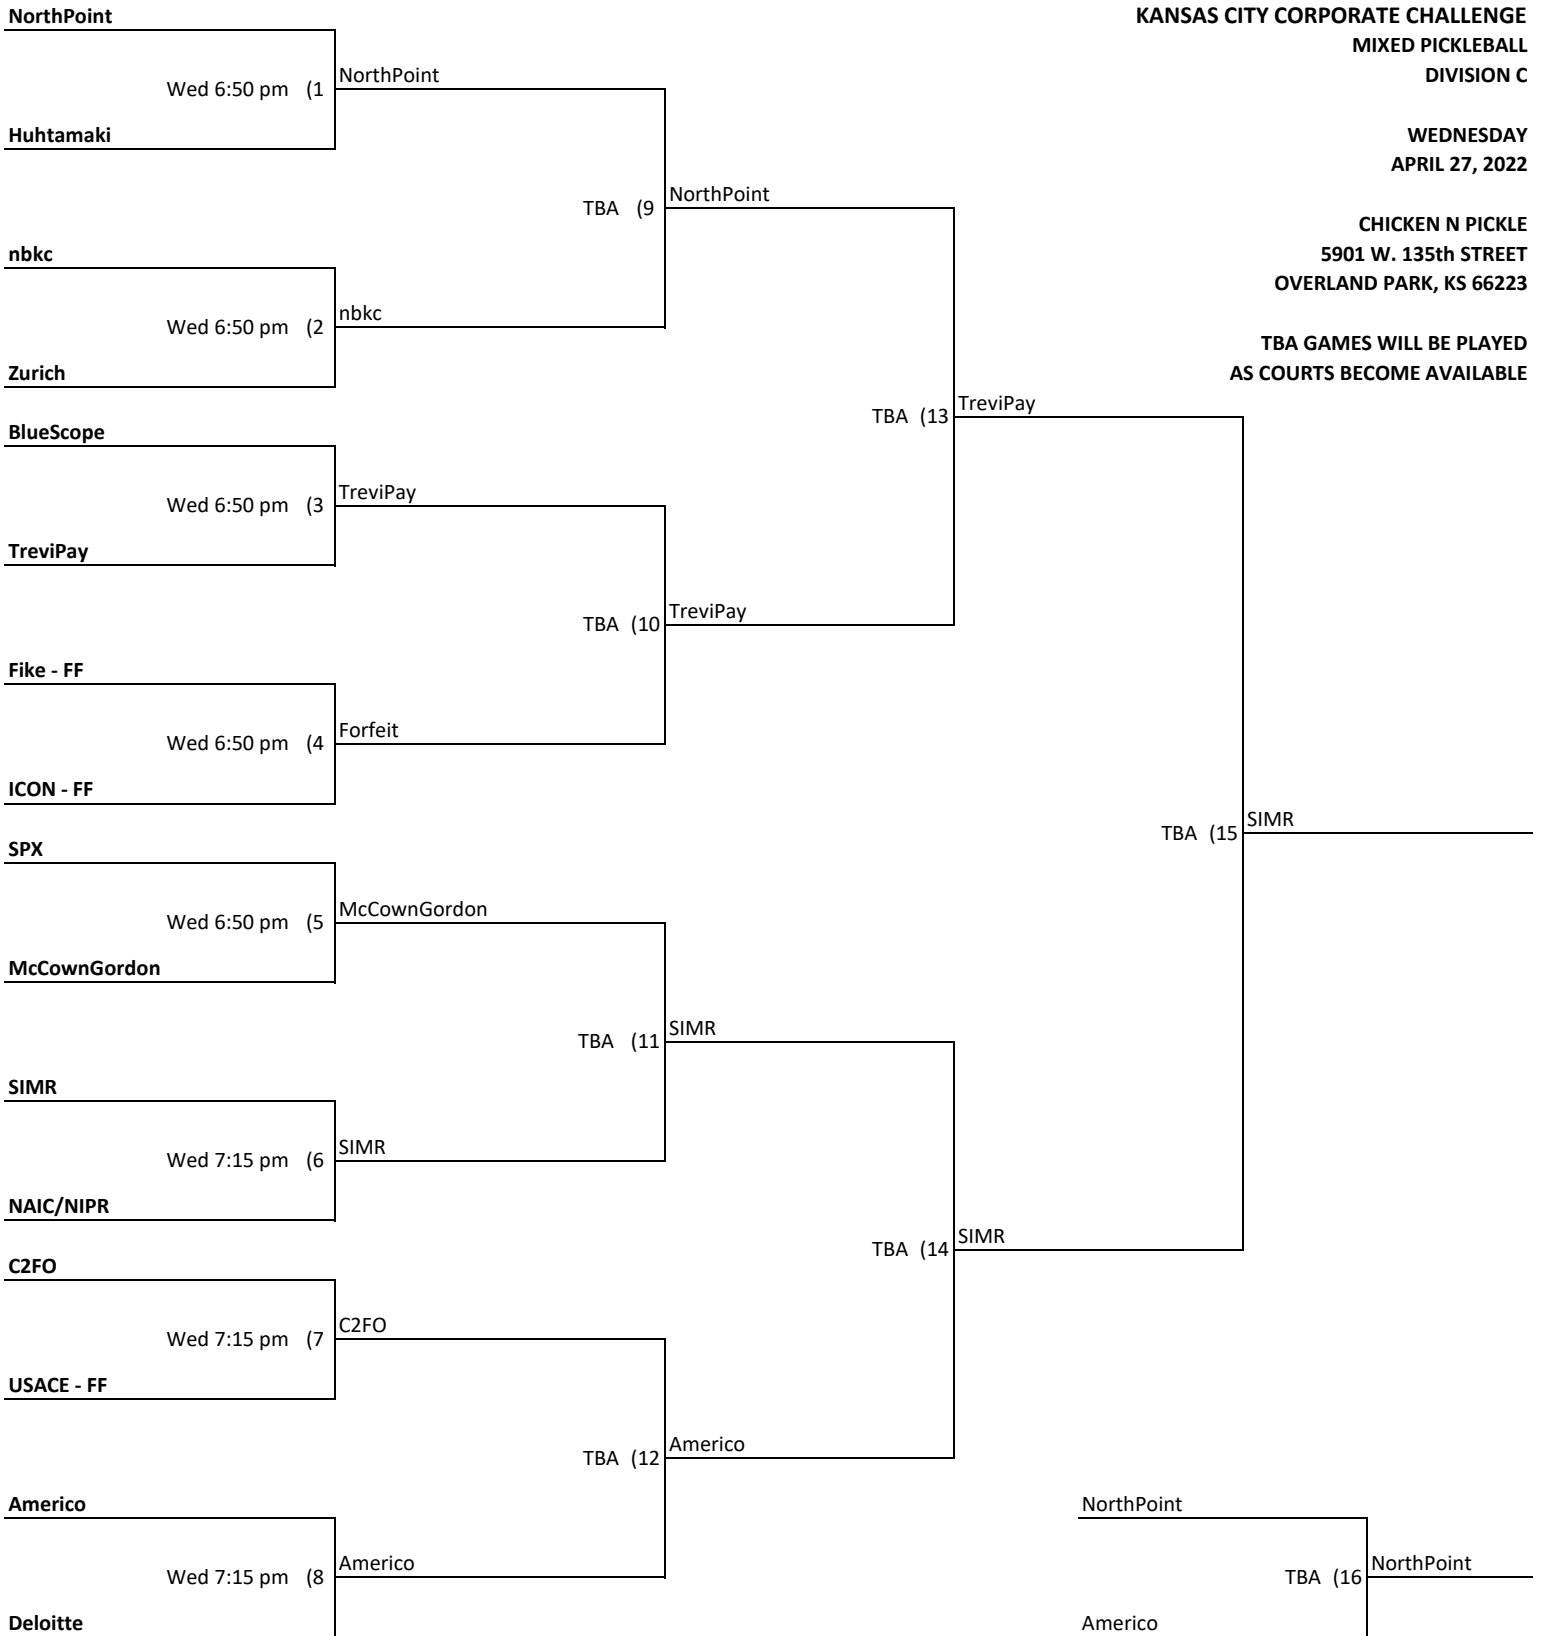 NorthPoint
KANSAS CITY CORPORATE CHALLENGE
MIXED PICKLEBALL
NorthPoint
DIVISION C
Wed 6:50 pm (1
Huhtamaki
WEDNESDAY
APRIL 27, 2022
NorthPoint
TBA (9
CHICKEN N PICKLE
nbkc
5901 W. 135th STREET
OVERLAND PARK, KS 66223
nbkc
Wed 6:50 pm (2
TBA GAMES WILL BE PLAYED
Zurich
AS COURTS BECOME AVAILABLE
TreviPay
TBA (13
BlueScope
TreviPay
Wed 6:50 pm (3
TreviPay
TreviPay
TBA (10
Fike - FF
Forfeit
Wed 6:50 pm (4
ICON - FF
SIMR
TBA (15
SPX
McCownGordon
Wed 6:50 pm (5
McCownGordon
SIMR
TBA (11
SIMR
SIMR
Wed 7:15 pm (6
NAIC/NIPR
SIMR
TBA (14
C2FO
C2FO
Wed 7:15 pm (7
USACE - FF
Americo
TBA (12
Americo
NorthPoint
Americo
Wed 7:15 pm (8
NorthPoint
TBA (16
Deloitte
Americo